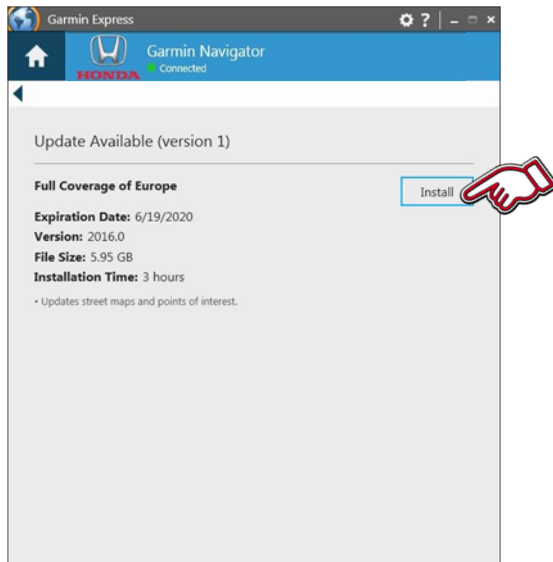 Garmin Express
?
HONDA
Garmin Navigator
Connected
Update Available (version 1)
Full Coverage of Europe
Install
Expiration Date: 6/19/2020
Version: 2016.0
File Size: 5.95 GB
Installation Time: 3 hours
• Updates street maps and points of interest.